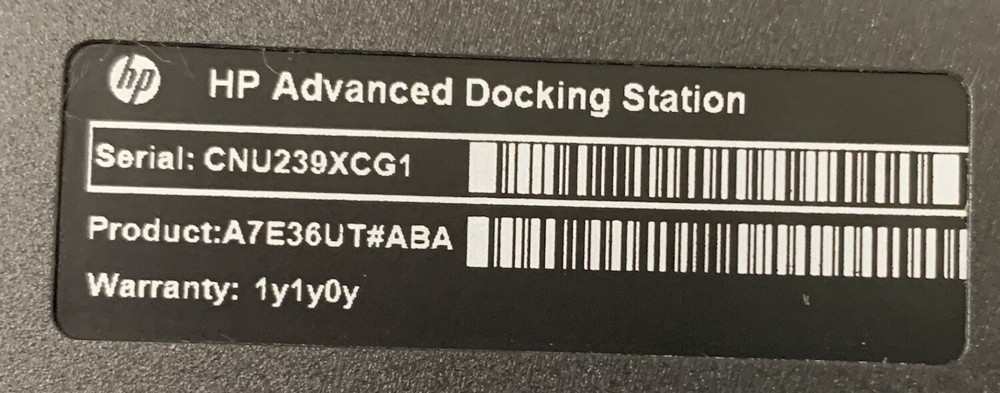 hp HP Advanced Docking Station
Serial: CNU239XCG1
Product:A7E36UT#ABA
Warranty: 1y1y0y